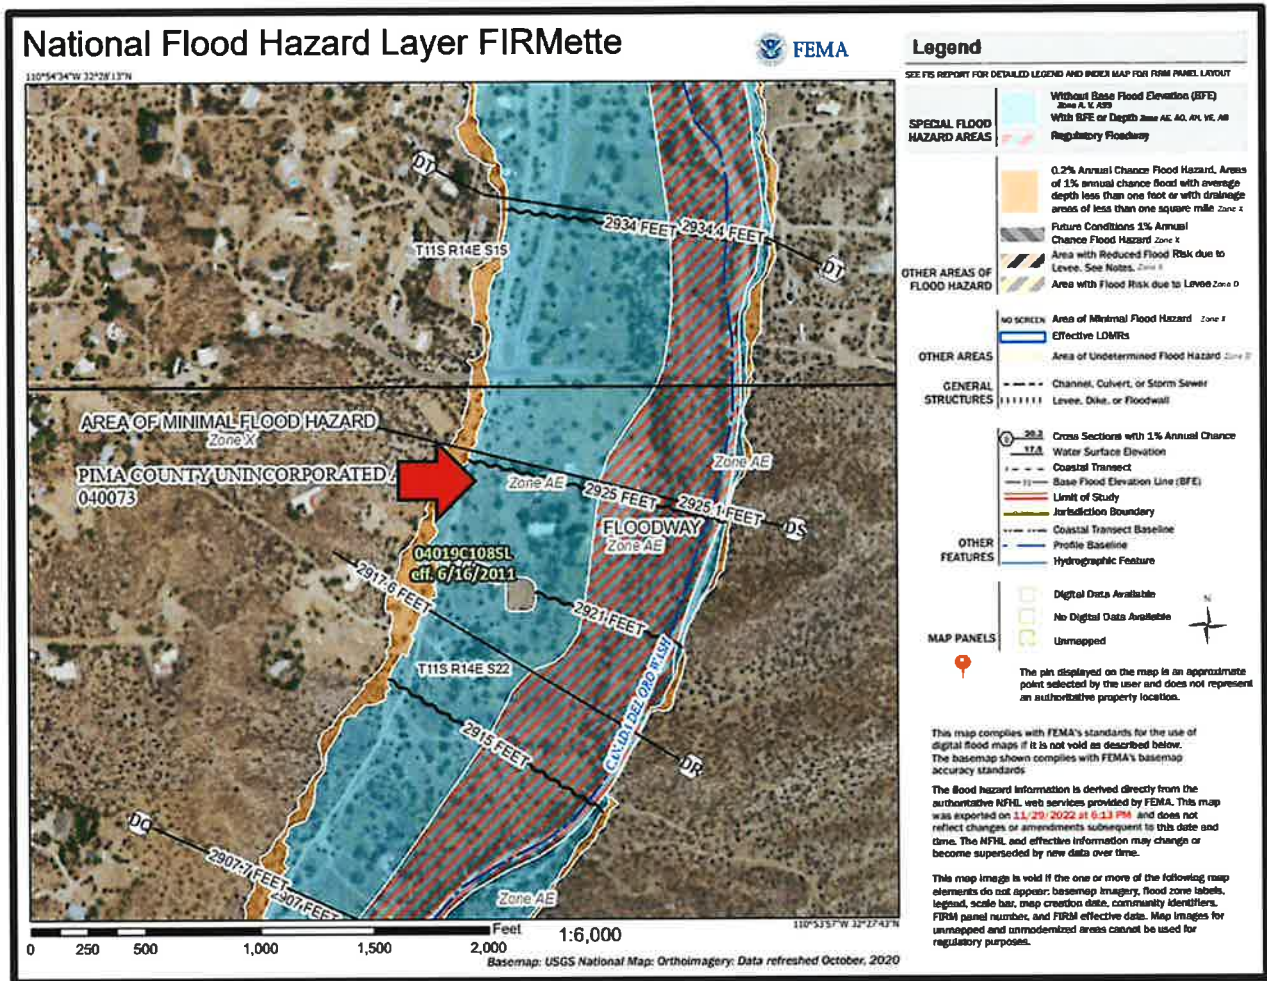 National Flood Hazard Layer FIRMette
FEMA
Legend
SEE FIS REPORT FOR DETAILED LEGEND AND INDEX MAP FOR FIRM PANEL LAYOUT
110°54'34"W 32°28'13"N
SPECIAL FLOOD
HAZARD AREAS
Without Base Flood Elevation (BFE)
Zone A, V, A99
With BFE or Depth Zone AE, AO, AH, VE, AR
Regulatory Floodway
0.2% Annual Chance Flood Hazard, Areas
of 1% annual chance flood with average
depth less than one foot or with drainage
areas of less than one square mile Zone X
Future Conditions 1% Annual
Chance Flood Hazard Zone X
Area with Reduced Flood Risk due to
Levee. See Notes. Zone X
Area with Flood Risk due to Levee Zone D
OTHER AREAS OF
FLOOD HAZARD
NO SCREEN Area of Minimal Flood Hazard Zone X
Effective LOMRs
OTHER AREAS
Area of Undetermined Flood Hazard Zone D
GENERAL
STRUCTURES
Channel, Culvert, or Storm Sewer
Levee, Dike, or Floodwall
20.2 Cross Sections with 1% Annual Chance
17.5 Water Surface Elevation
Coastal Transect
Base Flood Elevation Line (BFE)
Limit of Study
Jurisdiction Boundary
Coastal Transect Baseline
OTHER
FEATURES
Profile Baseline
Hydrographic Feature
Digital Data Available
No Digital Data Available
MAP PANELS
Unmapped
N
The pin displayed on the map is an approximate
point selected by the user and does not represent
an authoritative property location.
This map complies with FEMA's standards for the use of
digital flood maps if it is not void as described below.
The basemap shown complies with FEMA's basemap
accuracy standards
The flood hazard information is derived directly from the
authoritative NFHL web services provided by FEMA. This map
was exported on 11/29/2022 at 6:13 PM and does not
reflect changes or amendments subsequent to this date and
time. The NFHL and effective information may change or
become superseded by new data over time.
This map image is void if the one or more of the following map
elements do not appear: basemap imagery, flood zone labels,
legend, scale bar, map creation date, community identifiers,
FIRM panel number, and FIRM effective date. Map images for
unmapped and unmodernized areas cannot be used for
regulatory purposes.
DT
2934 FEET
2934.4 FEET
DT
T11S R14E S15
AREA OF MINIMAL FLOOD HAZARD
Zone X
PIMA COUNTY UNINCORPORATED
040073
Zone AE
Zone AE
2925 FEET
2925.1 FEET
DS
FLOODWAY
Zone AE
04019C1085L
eff. 6/16/2011
2917.6 FEET
2921 FEET
T11S R14E S22
CANADA DEL ORO WASH
2915 FEET
DR
DQ
2907.7 FEET
2907 FEET
Zone AE
110°53'57"W 32°27'43"N
0 250 500 1,000 1,500 2,000
Feet
1:6,000
Basemap: USGS National Map: Orthoimagery: Data refreshed October, 2020